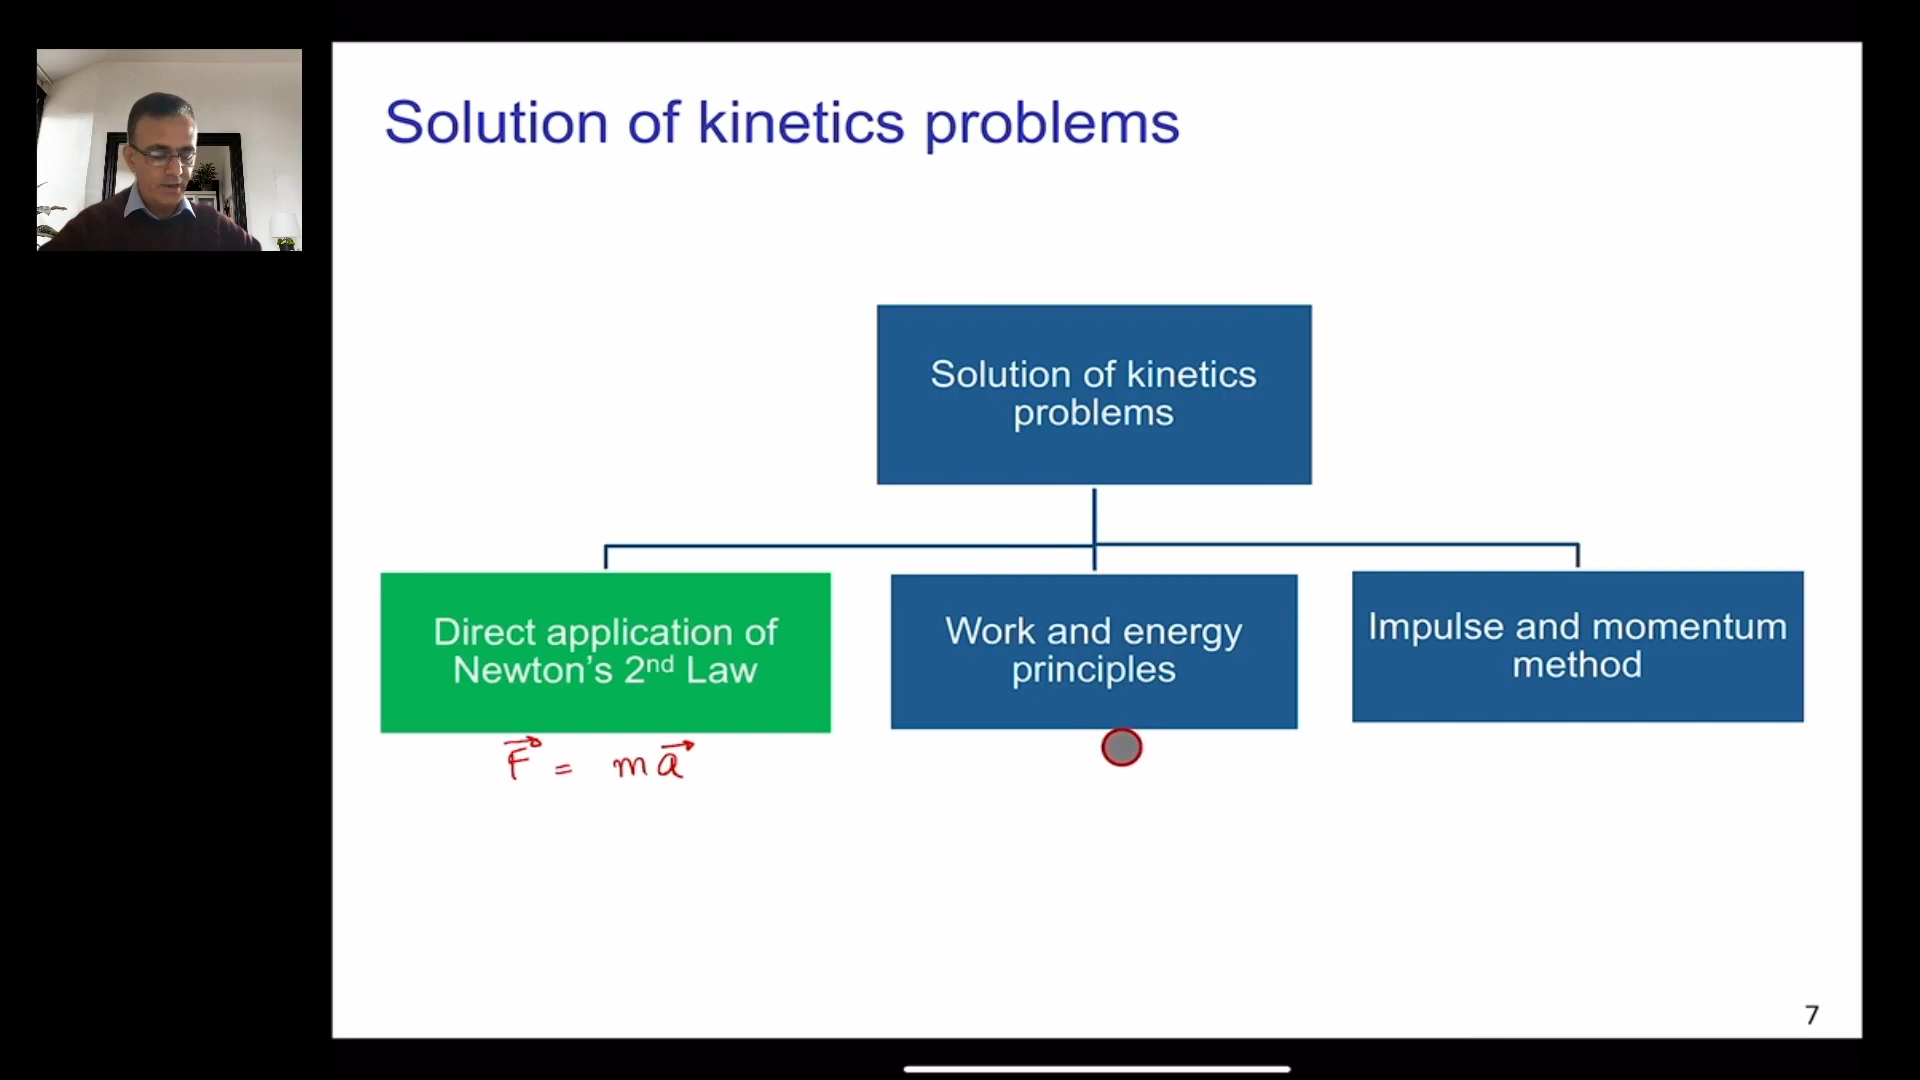 Solution of kinetics problems
Solution of kinetics
problems
Direct application of
Newton’s 2nd Law
Work and energy
principles
Impulse and momentum
method
F⃗ = m a⃗
7